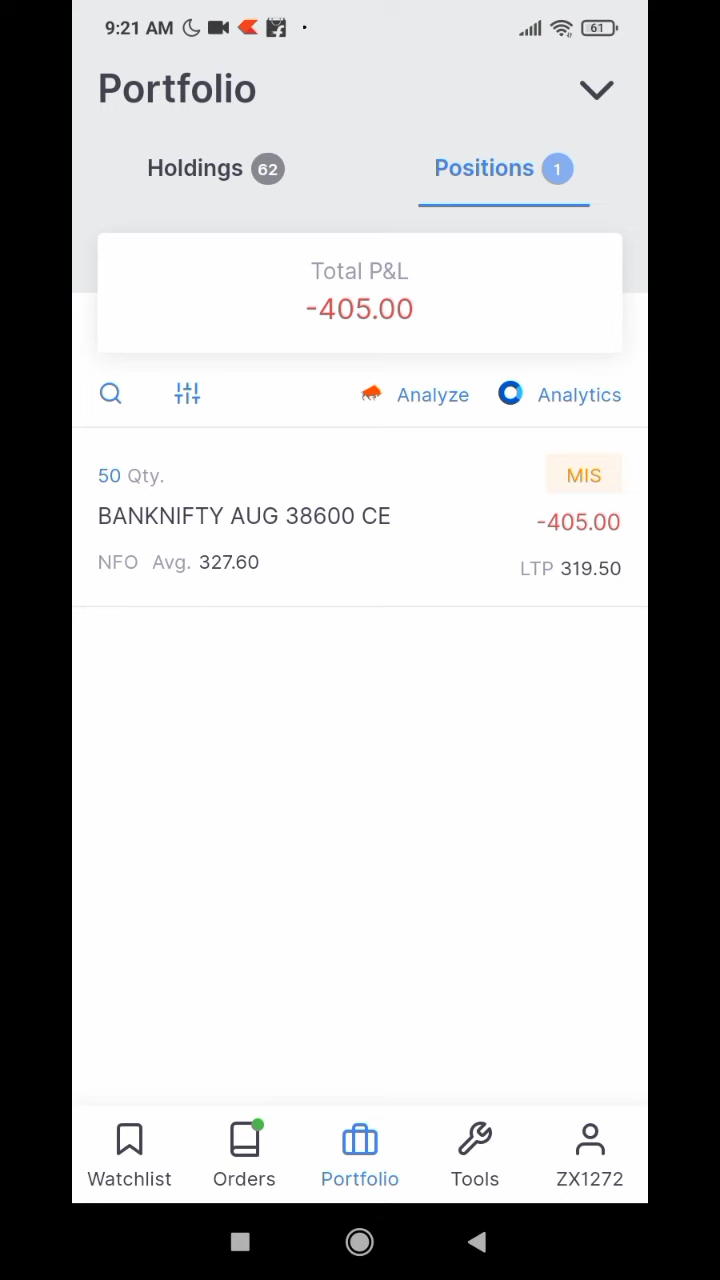 9:21 AM 61
Portfolio
Holdings 62 Positions 1
Total P&L
-405.00
Analyze Analytics
50 Qty. MIS
BANKNIFTY AUG 38600 CE -405.00
NFO Avg. 327.60 LTP 319.50
Watchlist Orders Portfolio Tools ZX1272